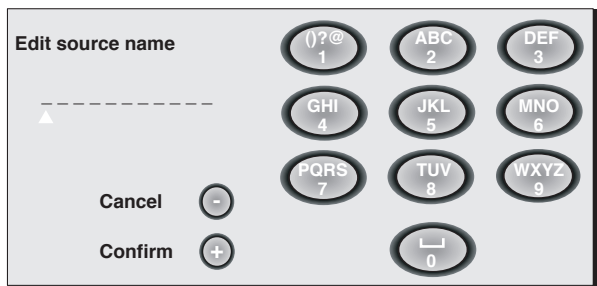 Edit source name
()?@
1
ABC
2
DEF
3
GHI
4
JKL
5
MNO
6
PQRS
7
TUV
8
WXYZ
9
Cancel -
Confirm +
0